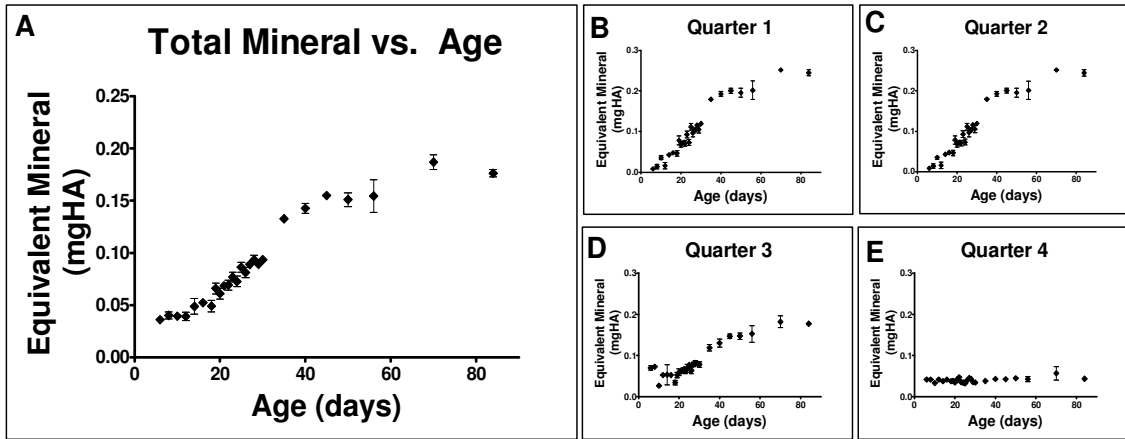 A
Total Mineral vs. Age
Equivalent Mineral
(mgHA)
0.25
0.20
0.15
0.10
0.05
0.00
0 20 40 60 80
Age (days)
B
Quarter 1
Equivalent Mineral
(mgHA)
0.3
0.2
0.1
0.0
0 20 40 60 80
Age (days)
C
Quarter 2
Equivalent Mineral
(mgHA)
0.3
0.2
0.1
0.0
0 20 40 60 80
Age (days)
D
Quarter 3
Equivalent Mineral
(mgHA)
0.3
0.2
0.1
0.0
0 20 40 60 80
Age (days)
E
Quarter 4
Equivalent Mineral
(mgHA)
0.3
0.2
0.1
0.0
0 20 40 60 80
Age (days)